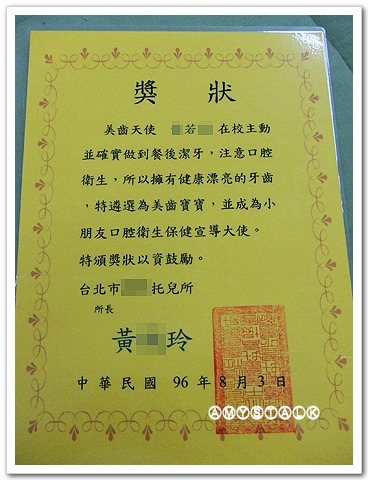 獎 狀
美齒天使 若 在校主動
並確實做到餐後潔牙，注意口腔
衛生，所以擁有健康漂亮的牙齒
，特遴選為美齒寶寶，並成為小
朋友口腔衛生保健宣導大使。
特頒獎狀以資鼓勵。
台北市 托兒所
所長
黃 玲
中華民國 96 年 8 月 3 日
AMYSTALK